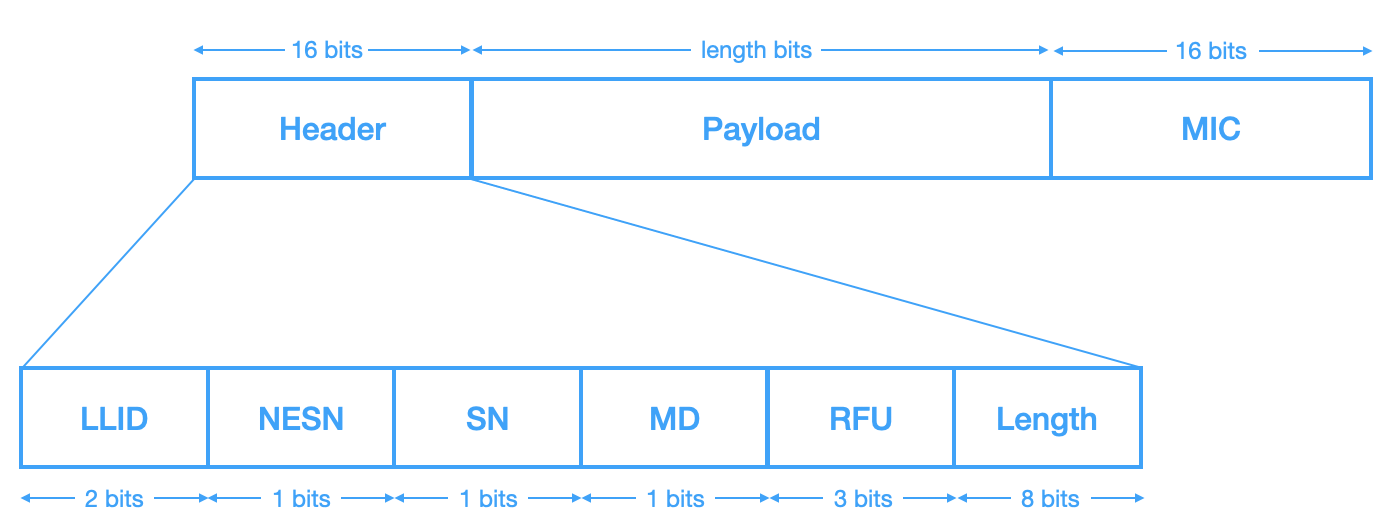 16 bits length bits 16 bits
Header Payload MIC
LLID NESN SN MD RFU Length
2 bits 1 bits 1 bits 1 bits 3 bits 8 bits